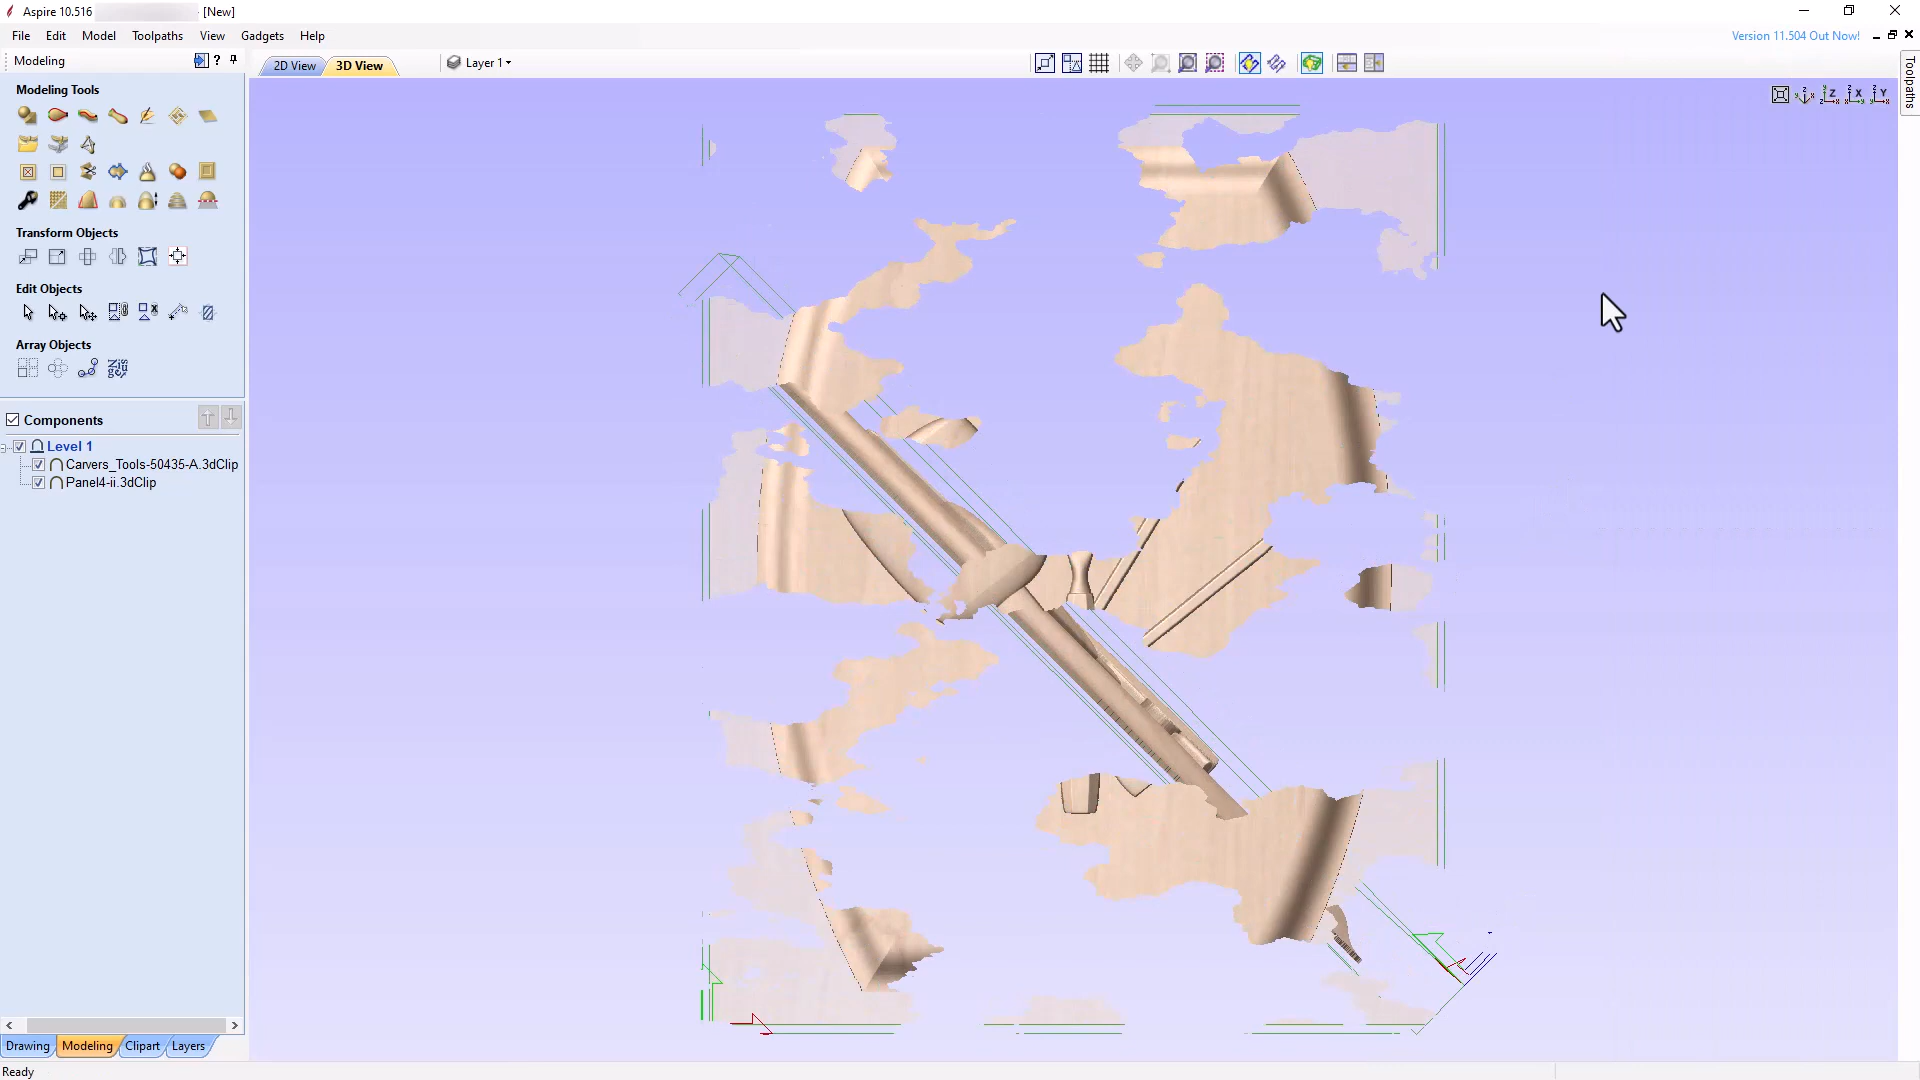 Aspire 10.516 [New]
File Edit Model Toolpaths View Gadgets Help
Version 11.504 Out Now!
Modeling
2D View 3D View Layer 1
Toolpaths
Modeling Tools
Z X Y
Transform Objects
Edit Objects
Array Objects
Components
Level 1
Carvers_Tools-50435-A.3dClip
Panel4-ii.3dClip
Drawing Modeling Clipart Layers
Ready